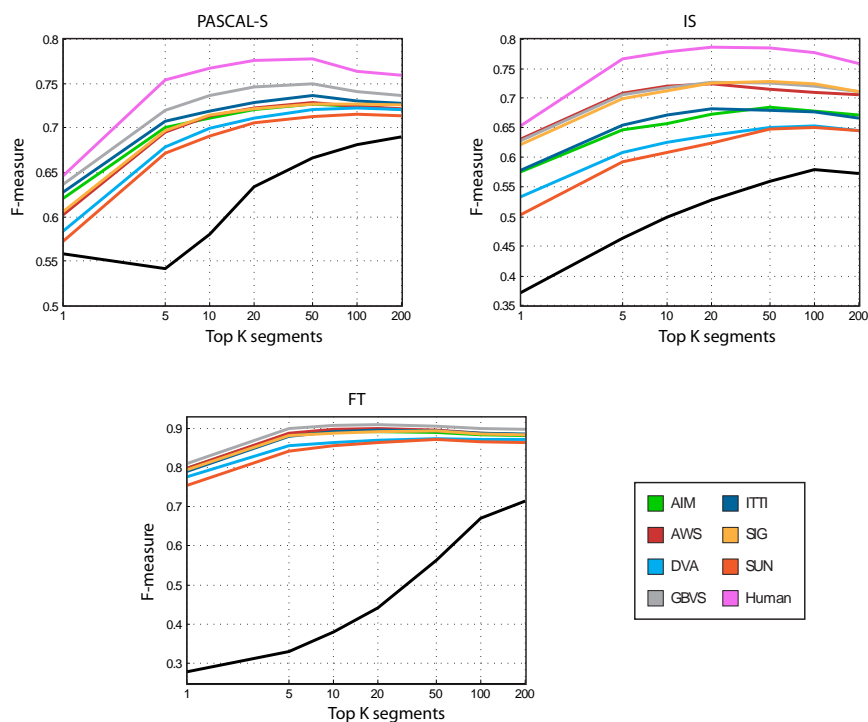 PASCAL-S
0.8
0.75
0.7
0.65
0.6
0.55
0.5
F-measure
1 5 10 20 50 100 200
Top K segments
IS
0.8
0.75
0.7
0.65
0.6
0.55
0.5
0.45
0.4
0.35
F-measure
1 5 10 20 50 100 200
Top K segments
FT
0.9
0.8
0.7
0.6
0.5
0.4
0.3
F-measure
1 5 10 20 50 100 200
Top K segments
AIM ITTI
AWS SIG
DVA SUN
GBVS Human